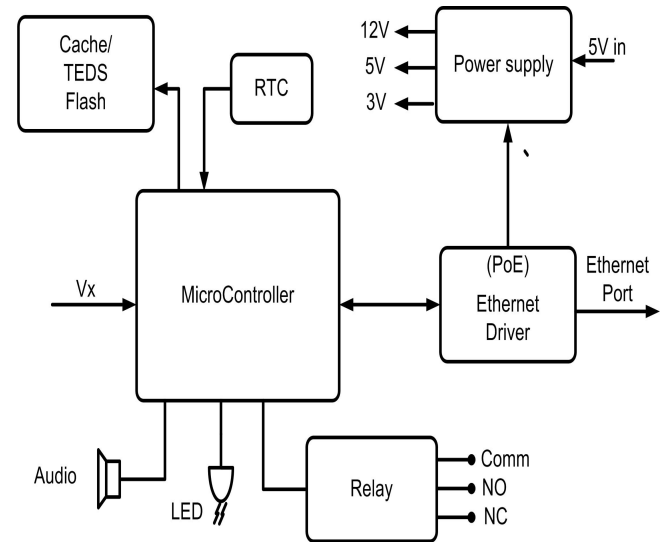 Cache/
TEDS
Flash
RTC
12V
5V
3V
Power supply
5V in
Vx
MicroController
(PoE)
Ethernet
Driver
Ethernet
Port
Audio
LED
Relay
Comm
NO
NC